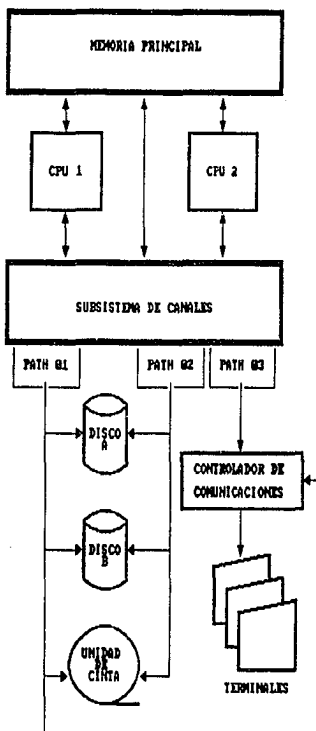 MEMORIA PRINCIPAL
CPU 1
CPU 2
SUBSISTEMA DE CANALES
PATH 01
PATH 02
PATH 03
DISCO
A
CONTROLADOR DE
COMUNICACIONES
DISCO
B
UNIDAD
DE
CINTA
TERMINALES